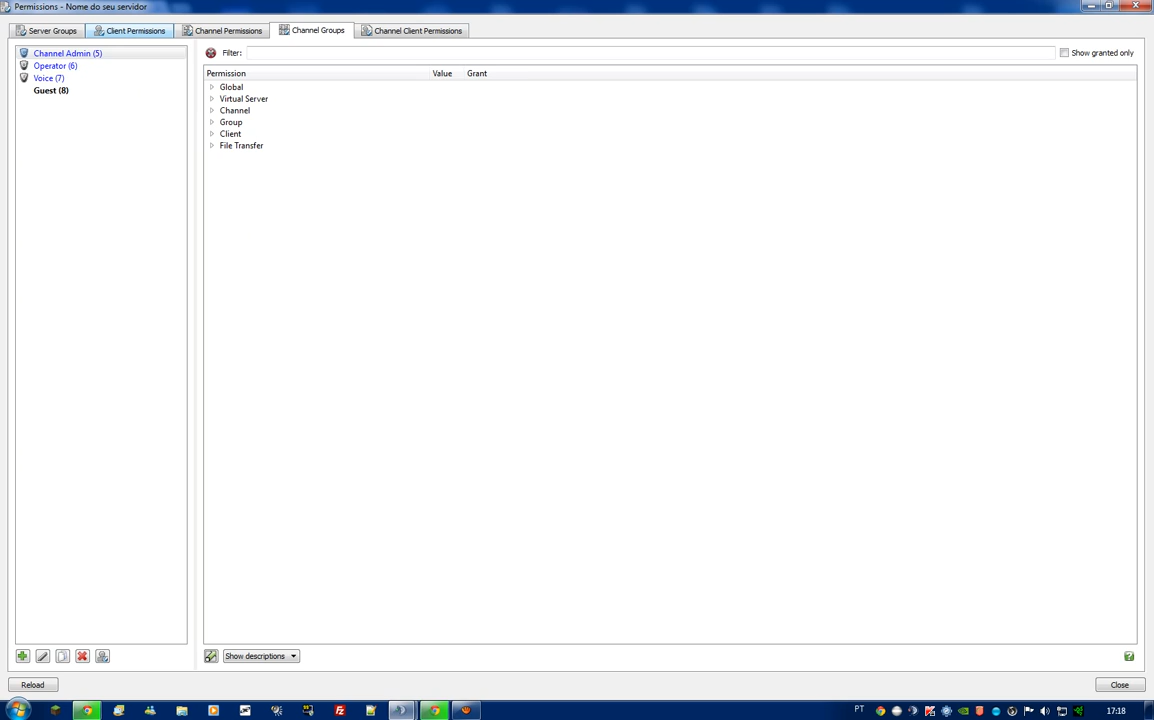 Permissions - Nome do seu servidor
Server Groups Client Permissions Channel Permissions Channel Groups Channel Client Permissions
Channel Admin (5)
Operator (6)
Voice (7)
Guest (8)
Filter: Show granted only
Permission Value Grant
Global
Virtual Server
Channel
Group
Client
File Transfer
Show descriptions
Reload Close
PT 17:18